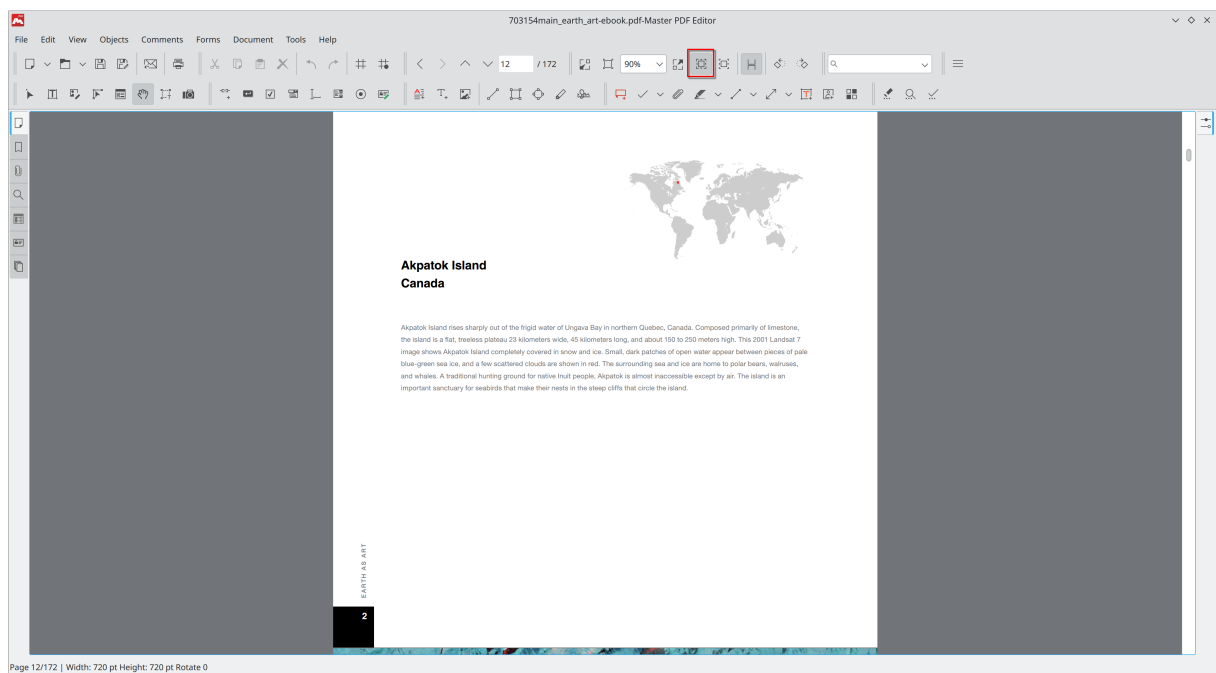 703154main_earth_art-ebook.pdf-Master PDF Editor
File Edit View Objects Comments Forms Document Tools Help
12 / 172 90%
Akpatok Island
Canada
Akpatok Island rises sharply out of the frigid water of Ungava Bay in northern Quebec, Canada. Composed primarily of limestone,
the island is a flat, treeless plateau 23 kilometers wide, 45 kilometers long, and about 150 to 250 meters high. This 2001 Landsat 7
image shows Akpatok Island completely covered in snow and ice. Small, dark patches of open water appear between pieces of pale
blue-green sea ice, and a few scattered clouds are shown in red. The surrounding sea and ice are home to polar bears, walruses,
and whales. A traditional hunting ground for native Inuit people, Akpatok is almost inaccessible except by air. The island is an
important sanctuary for seabirds that make their nests in the steep cliffs that circle the island.
EARTH AS ART
2
Page 12/172 | Width: 720 pt Height: 720 pt Rotate 0